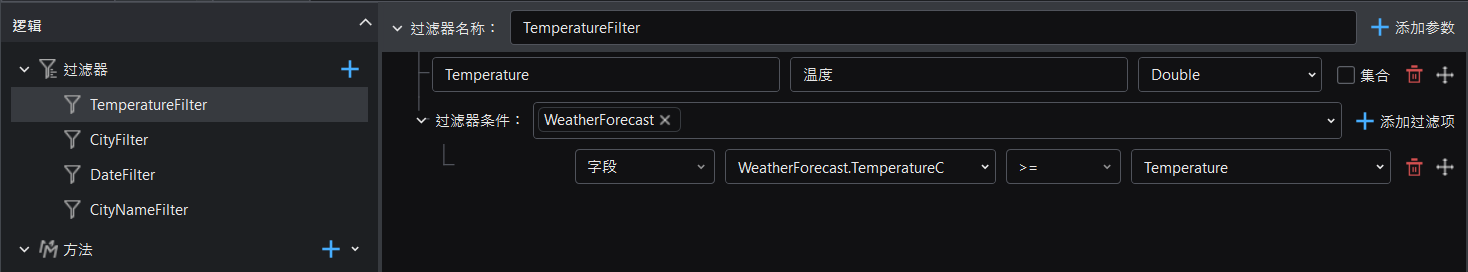 逻辑
过滤器
TemperatureFilter
CityFilter
DateFilter
CityNameFilter
方法
过滤器名称： TemperatureFilter 添加参数
Temperature 温度 Double 集合
过滤器条件： WeatherForecast 添加过滤项
字段 WeatherForecast.TemperatureC >= Temperature